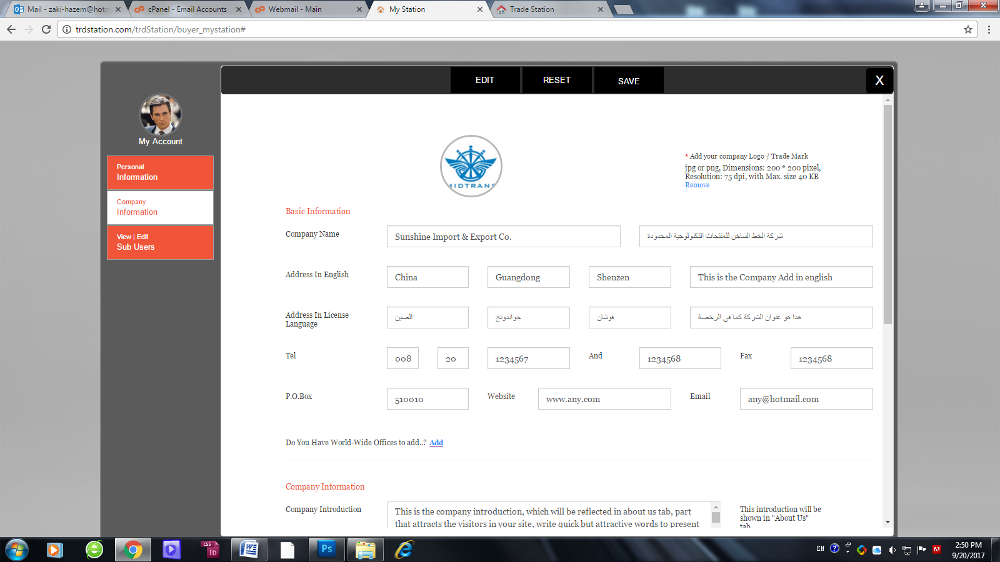 Mail - zaki-hazem@hotm
cPanel - Email Accounts
Webmail - Main
My Station
Trade Station
trdstation.com/trdStation/buyer_mystation#
EDIT
RESET
SAVE
X
My Account
Personal
Information
Company
Information
View | Edit
Sub Users
MIDTRANS
* Add your company Logo / Trade Mark
jpg or png, Dimensions: 200 * 200 pixel,
Resolution: 75 dpi, with Max. size 40 KB
Remove
Basic Information
Company Name
Sunshine Import & Export Co.
شركة الخط الساخن للمنتجات التكنولوجية المحدودة
Address In English
China
Guangdong
Shenzen
This is the Company Add in english
Address In License
Language
الصين
جواندونج
فوشان
هذا هو عنوان الشركة كما في الرخصة
Tel
008
20
1234567
And
1234568
Fax
1234568
P.O.Box
510010
Website
www.any.com
Email
any@hotmail.com
Do You Have World-Wide Offices to add..? Add
Company Information
Company Introduction
This is the company introduction, which will be reflected in about us tab, part
that attracts the visitors in your site, write quick but attractive words to present
This introduction will be
shown in "About Us"
tab
CS5
ID
Ps
EN
2:50 PM
9/20/2017